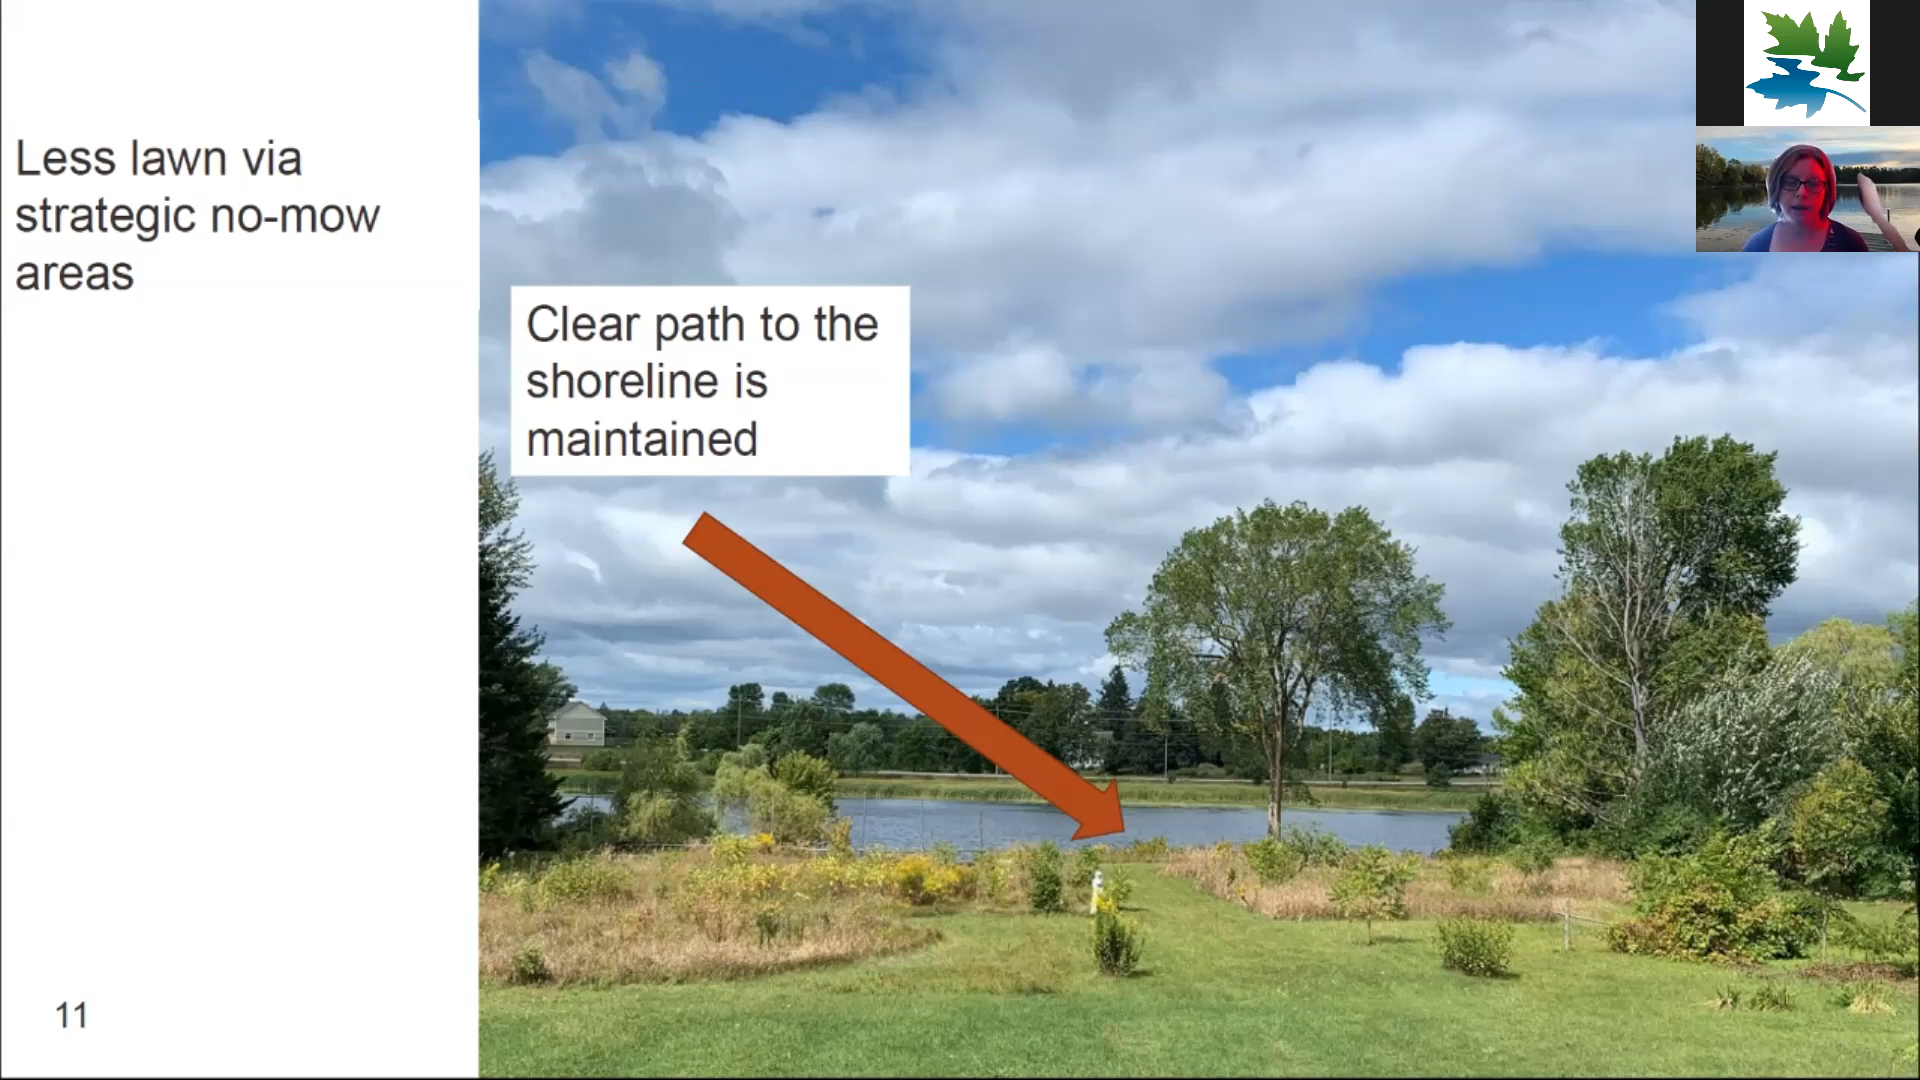 Less lawn via
strategic no-mow
areas
Clear path to the
shoreline is
maintained
11